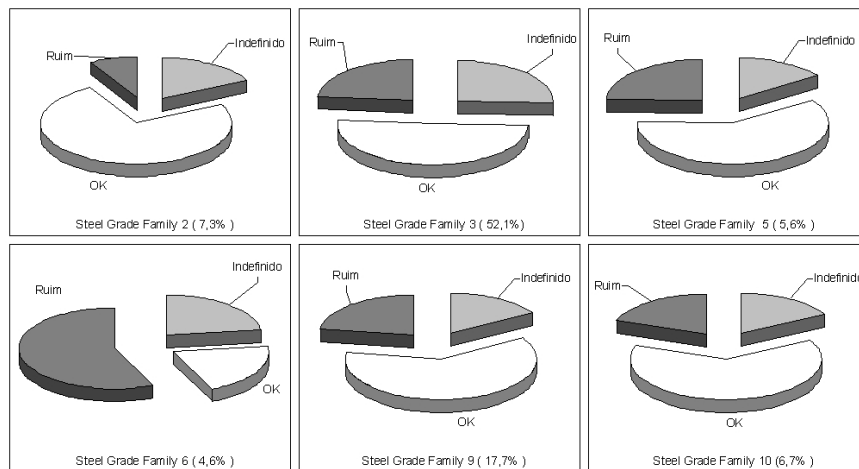 Ruim
Indefinido
OK
Steel Grade Family 2 ( 7,3% )
Ruim
Indefinido
OK
Steel Grade Family 3 ( 52,1%)
Ruim
Indefinido
OK
Steel Grade Family 5 ( 5,6% )
Ruim
Indefinido
OK
Steel Grade Family 6 ( 4,6% )
Ruim
Indefinido
OK
Steel Grade Family 9 ( 17,7% )
Ruim
Indefinido
OK
Steel Grade Family 10 (6,7% )